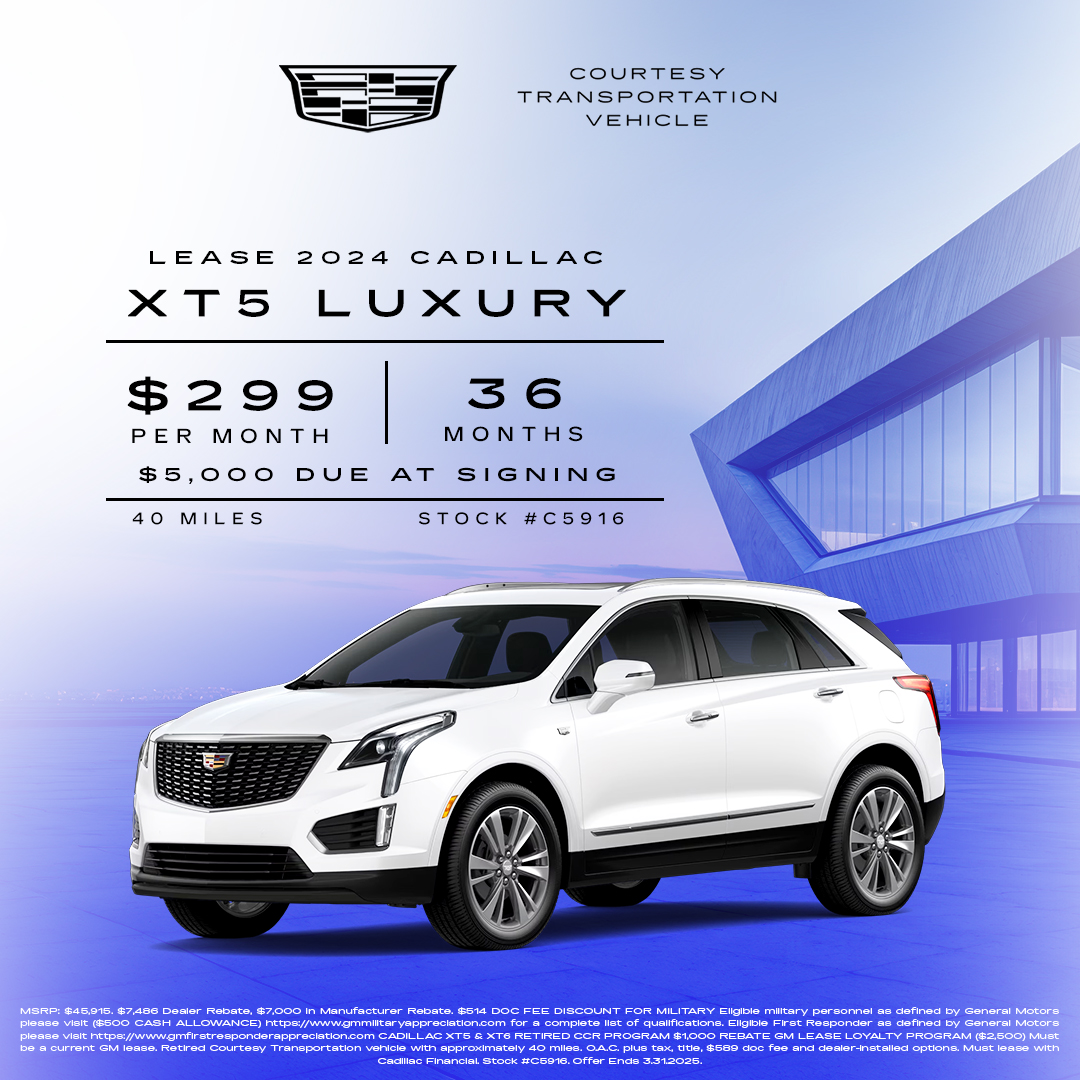 COURTESY
TRANSPORTATION
VEHICLE
LEASE 2024 CADILLAC
XT5 LUXURY
$299
PER MONTH
36
MONTHS
$5,000 DUE AT SIGNING
40 MILES
STOCK #C5916
MSRP: $45,915. $7,486 Dealer Rebate, $7,000 in Manufacturer Rebate. $514 DOC FEE DISCOUNT FOR MILITARY Eligible military personnel as defined by General Motors
please visit ($500 CASH ALLOWANCE) https://www.gmmilitaryappreciation.com for a complete list of qualifications. Eligible First Responder as defined by General Motors
please visit https://www.gmfirstresponderappreciation.com CADILLAC XT5 & XT6 RETIRED CCR PROGRAM $1,000 REBATE GM LEASE LOYALTY PROGRAM ($2,500) Must
be a current GM lease. Retired Courtesy Transportation vehicle with approximately 40 miles. O.A.C. plus tax, title, $589 doc fee and dealer-installed options. Must lease with
Cadillac Financial. Stock #C5916. Offer Ends 3.31.2025.